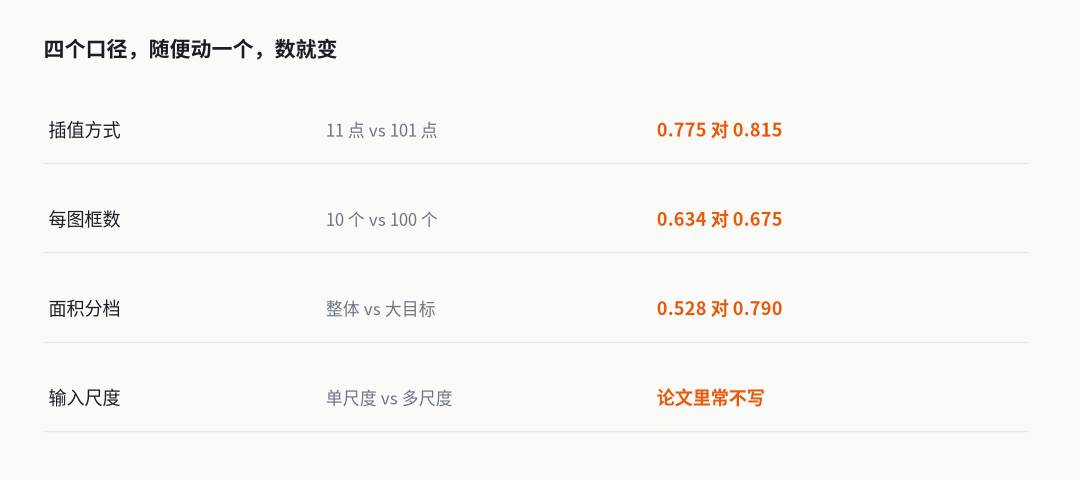 四个口径，随便动一个，数就变
插值方式 11 点 vs 101 点 0.775 对 0.815
每图框数 10 个 vs 100 个 0.634 对 0.675
面积分档 整体 vs 大目标 0.528 对 0.790
输入尺度 单尺度 vs 多尺度 论文里常不写